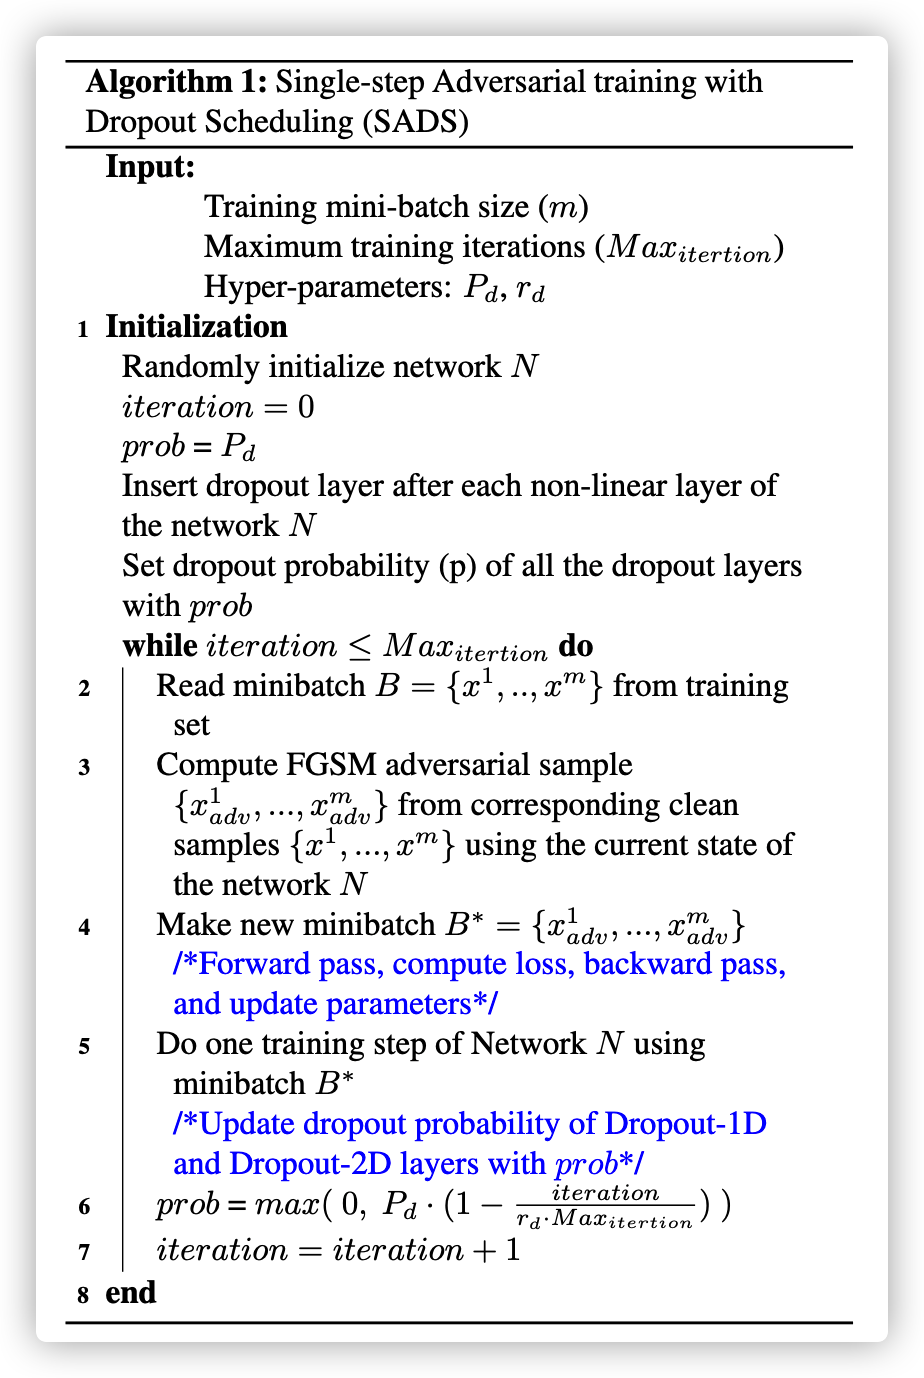 Algorithm 1: Single-step Adversarial training with
Dropout Scheduling (SADS)
Input:
Training mini-batch size (m)
Maximum training iterations (Max_{itertion})
Hyper-parameters: P_d, r_d
1 Initialization
Randomly initialize network N
iteration = 0
prob = P_d
Insert dropout layer after each non-linear layer of
the network N
Set dropout probability (p) of all the dropout layers
with prob
while iteration ≤ Max_{itertion} do
2 Read minibatch B = {x^1, .., x^m} from training
set
3 Compute FGSM adversarial sample
{x^1_{adv}, ..., x^m_{adv}} from corresponding clean
samples {x^1, ..., x^m} using the current state of
the network N
4 Make new minibatch B* = {x^1_{adv}, ..., x^m_{adv}}
/*Forward pass, compute loss, backward pass,
and update parameters*/
5 Do one training step of Network N using
minibatch B*
/*Update dropout probability of Dropout-1D
and Dropout-2D layers with prob*/
6 prob = max( 0, P_d · (1 − \frac{iteration}{r_d·Max_{itertion}}) )
7 iteration = iteration + 1
8 end